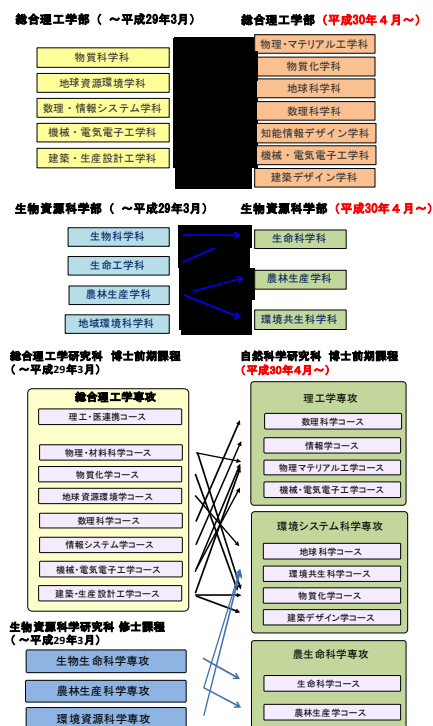 総合理工学部（ ～平成29年3月）
総合理工学部（平成30年４月～）
物質科学科
地球資源環境学科
数理・情報システム学科
機械・電気電子工学科
建築・生産設計工学科
物理・マテリアル工学科
物質化学科
地球科学科
数理科学科
知能情報デザイン学科
機械・電気電子工学科
建築デザイン学科
生物資源科学部（ ～平成29年3月）
生物資源科学部（平成30年４月～）
生物科学科
生命工学科
農林生産学科
地域環境科学科
生命科学科
農林生産学科
環境共生科学科
総合理工学研究科 博士前期課程
（～平成29年3月）
総合理工学専攻
理工・医連携コース
物理・材料科学コース
物質化学コース
地球資源環境学コース
数理科学コース
情報システム学コース
機械・電気電子工学コース
建築・生産設計工学コース
生物資源科学研究科 修士課程
（～平成29年3月）
生物生命科学専攻
農林生産科学専攻
環境資源科学専攻
自然科学研究科 博士前期課程
（平成30年4月～）
理工学専攻
数理科学コース
情報学コース
物理マテリアル工学コース
機械・電気電子工学コース
環境システム科学専攻
地球科学コース
環境共生科学コース
物質化学コース
建築デザイン学コース
農生命科学専攻
生命科学コース
農林生産学コース